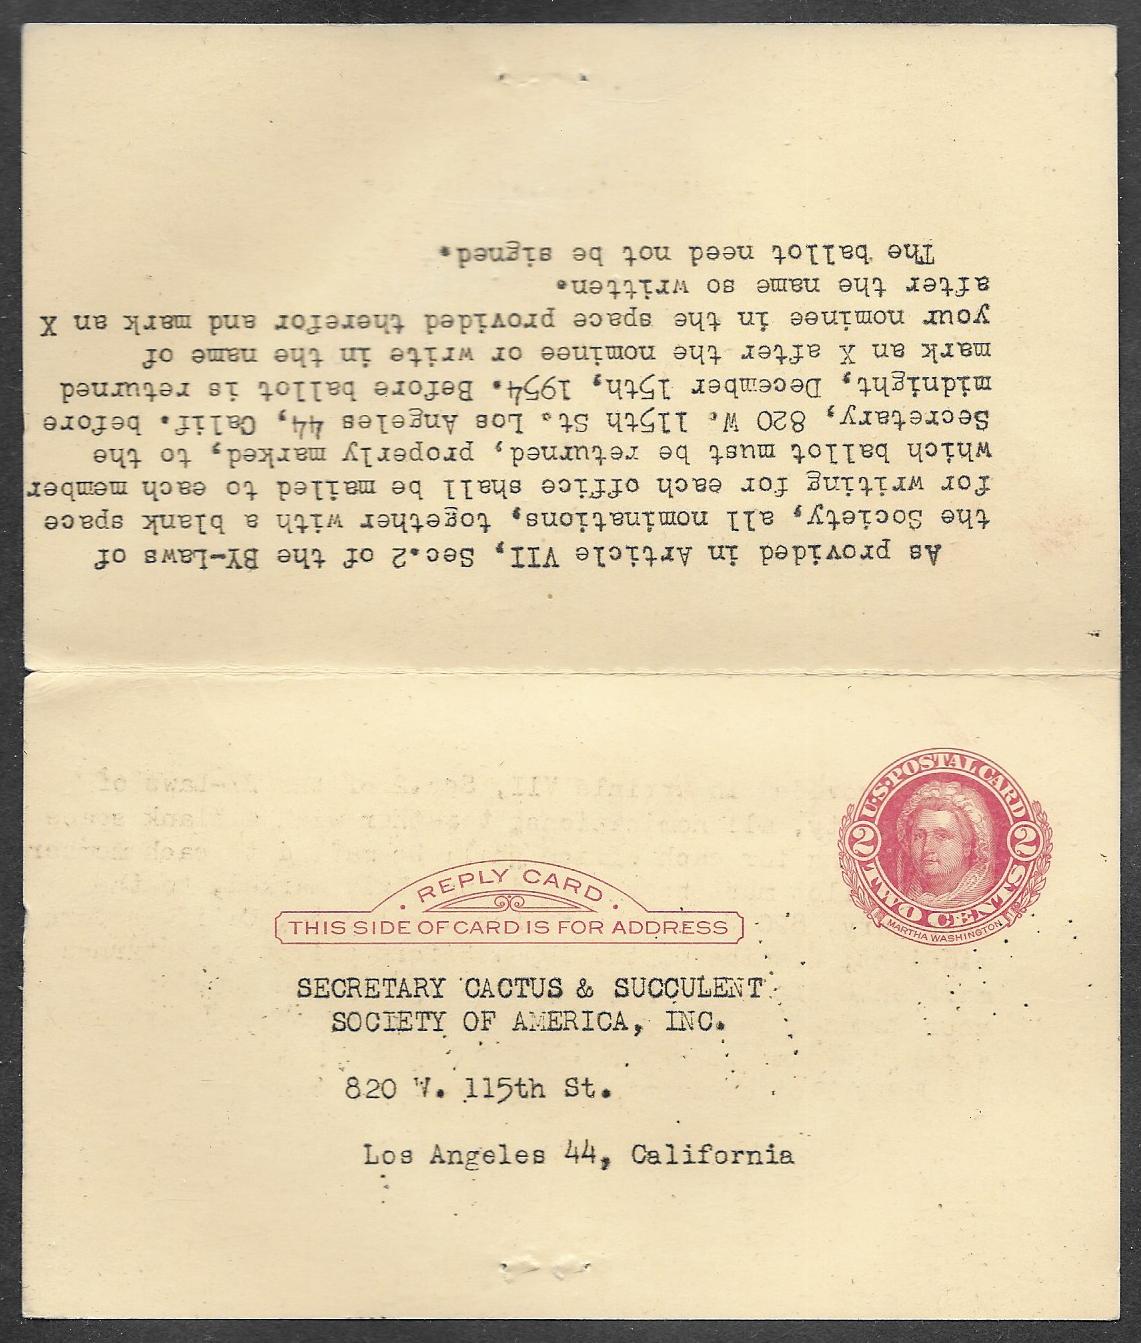 As provided in Article VII, Sec.2 of the BY-Laws of
the Society, all nominations, together with a blank space
for writing for each office shall be mailed to each member
which ballot must be returned, properly marked, to the
Secretary, 820 W. 115th St. Los Angeles 44, Calif. before
midnight, December 15th, 1954. Before ballot is returned
mark an X after the nominee or write in the name of
your nominee in the space provided therefor and mark an X
after the name so written.
The ballot need not be signed.
U.S. POSTAL CARD
2 2
TWO CENTS
MARTHA WASHINGTON
REPLY CARD
THIS SIDE OF CARD IS FOR ADDRESS
SECRETARY CACTUS & SUCCULENT
SOCIETY OF AMERICA, INC.
820 W. 115th St.
Los Angeles 44, California